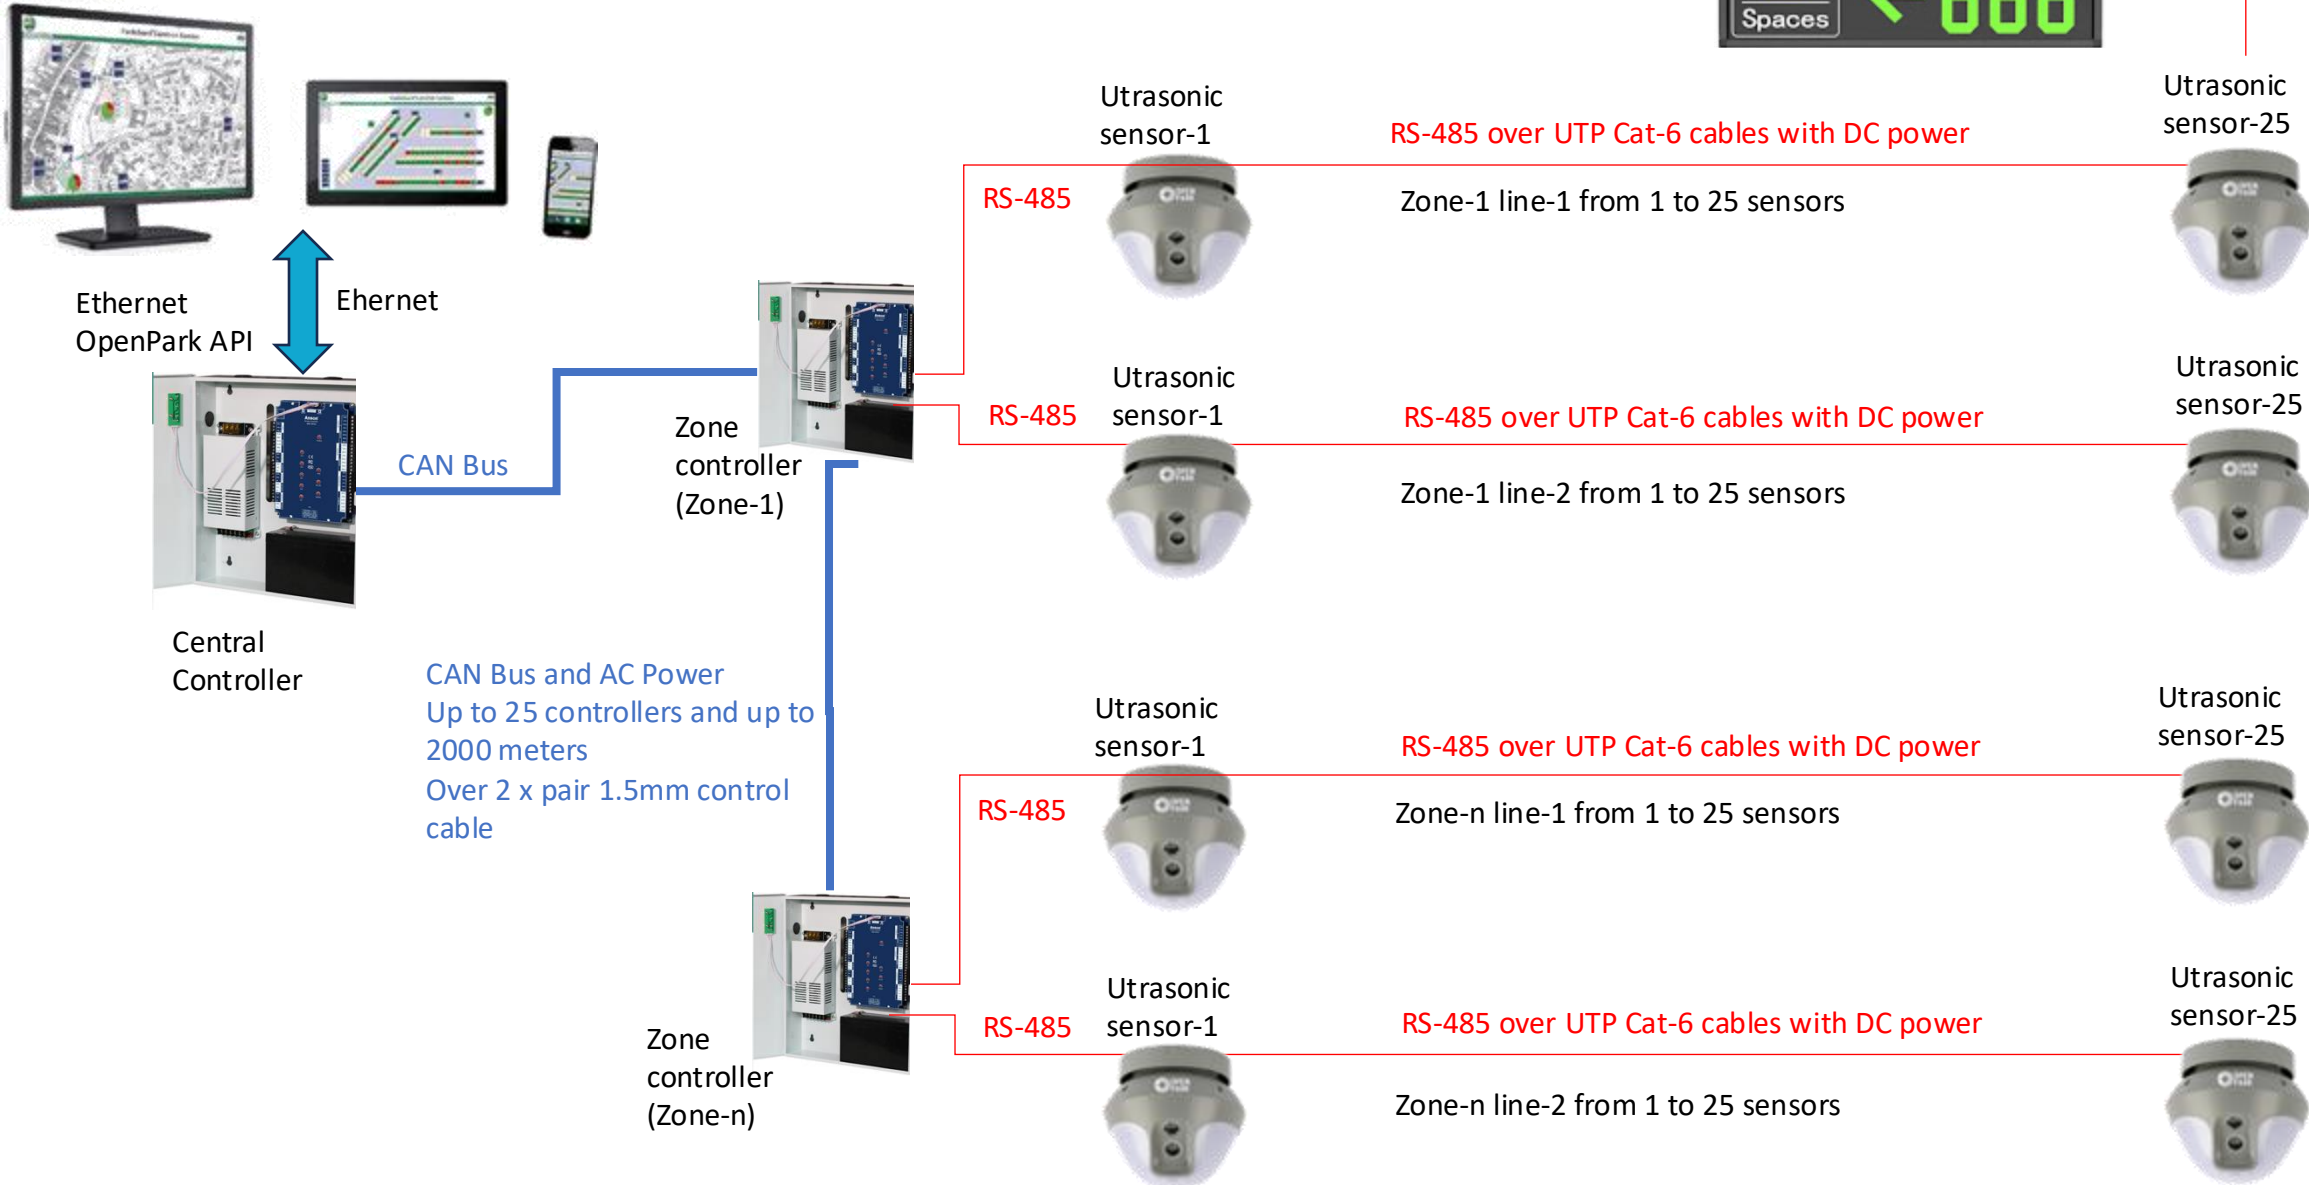 Spaces
000
Utrasonic
sensor-1
RS-485 over UTP Cat-6 cables with DC power
Utrasonic
sensor-25
RS-485
Zone-1 line-1 from 1 to 25 sensors
Ethernet
OpenPark API
Ehernet
Utrasonic
sensor-1
RS-485 over UTP Cat-6 cables with DC power
Utrasonic
sensor-25
RS-485
Zone
controller
(Zone-1)
CAN Bus
Zone-1 line-2 from 1 to 25 sensors
Central
Controller
CAN Bus and AC Power
Up to 25 controllers and up to
2000 meters
Over 2 x pair 1.5mm control
cable
Utrasonic
sensor-1
RS-485 over UTP Cat-6 cables with DC power
Utrasonic
sensor-25
RS-485
Zone-n line-1 from 1 to 25 sensors
Utrasonic
sensor-1
RS-485 over UTP Cat-6 cables with DC power
Utrasonic
sensor-25
RS-485
Zone
controller
(Zone-n)
Zone-n line-2 from 1 to 25 sensors